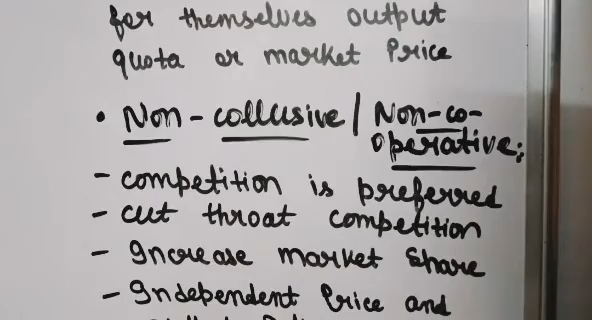 for themselves output
quota or market Price
• Non-collusive / Non-co-
operative:
- competition is preferred
- cut throat competition
- Increase market Share
- Independent Price and